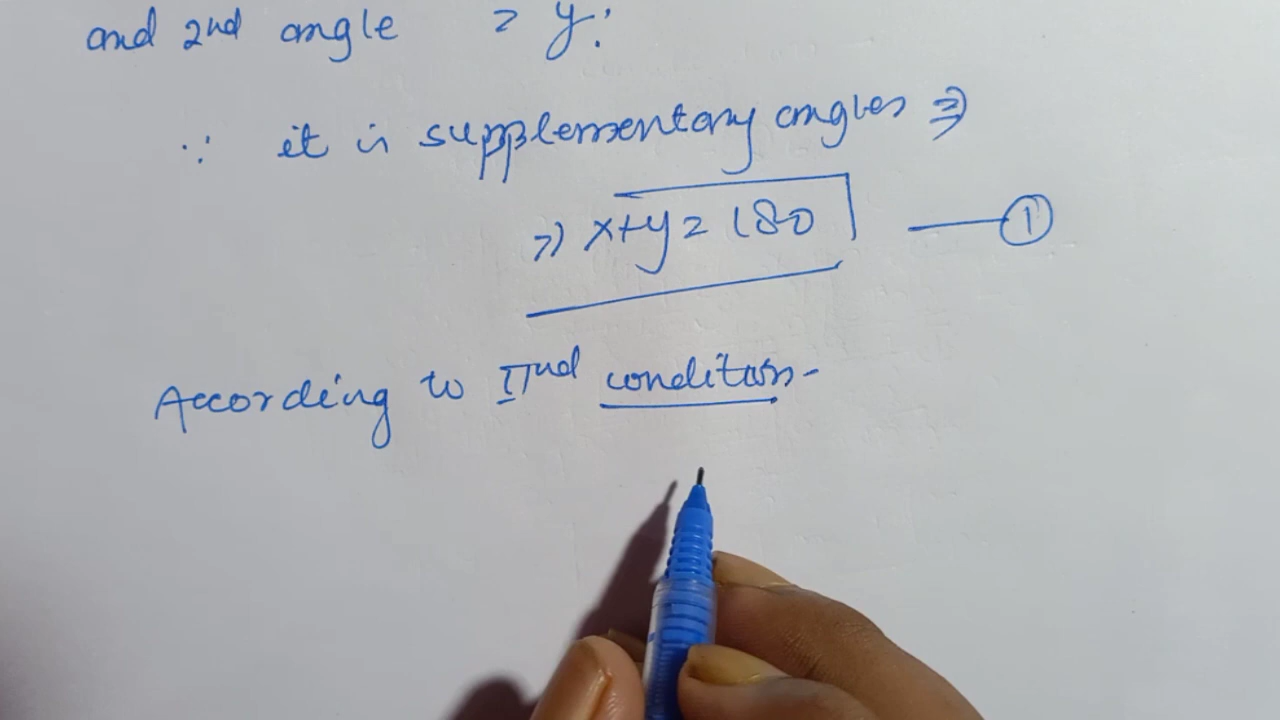 and 2nd angle = y.
∵ it is supplementary angles ⇒
⇒ x+y = 180 —— ①
According to IInd condition-